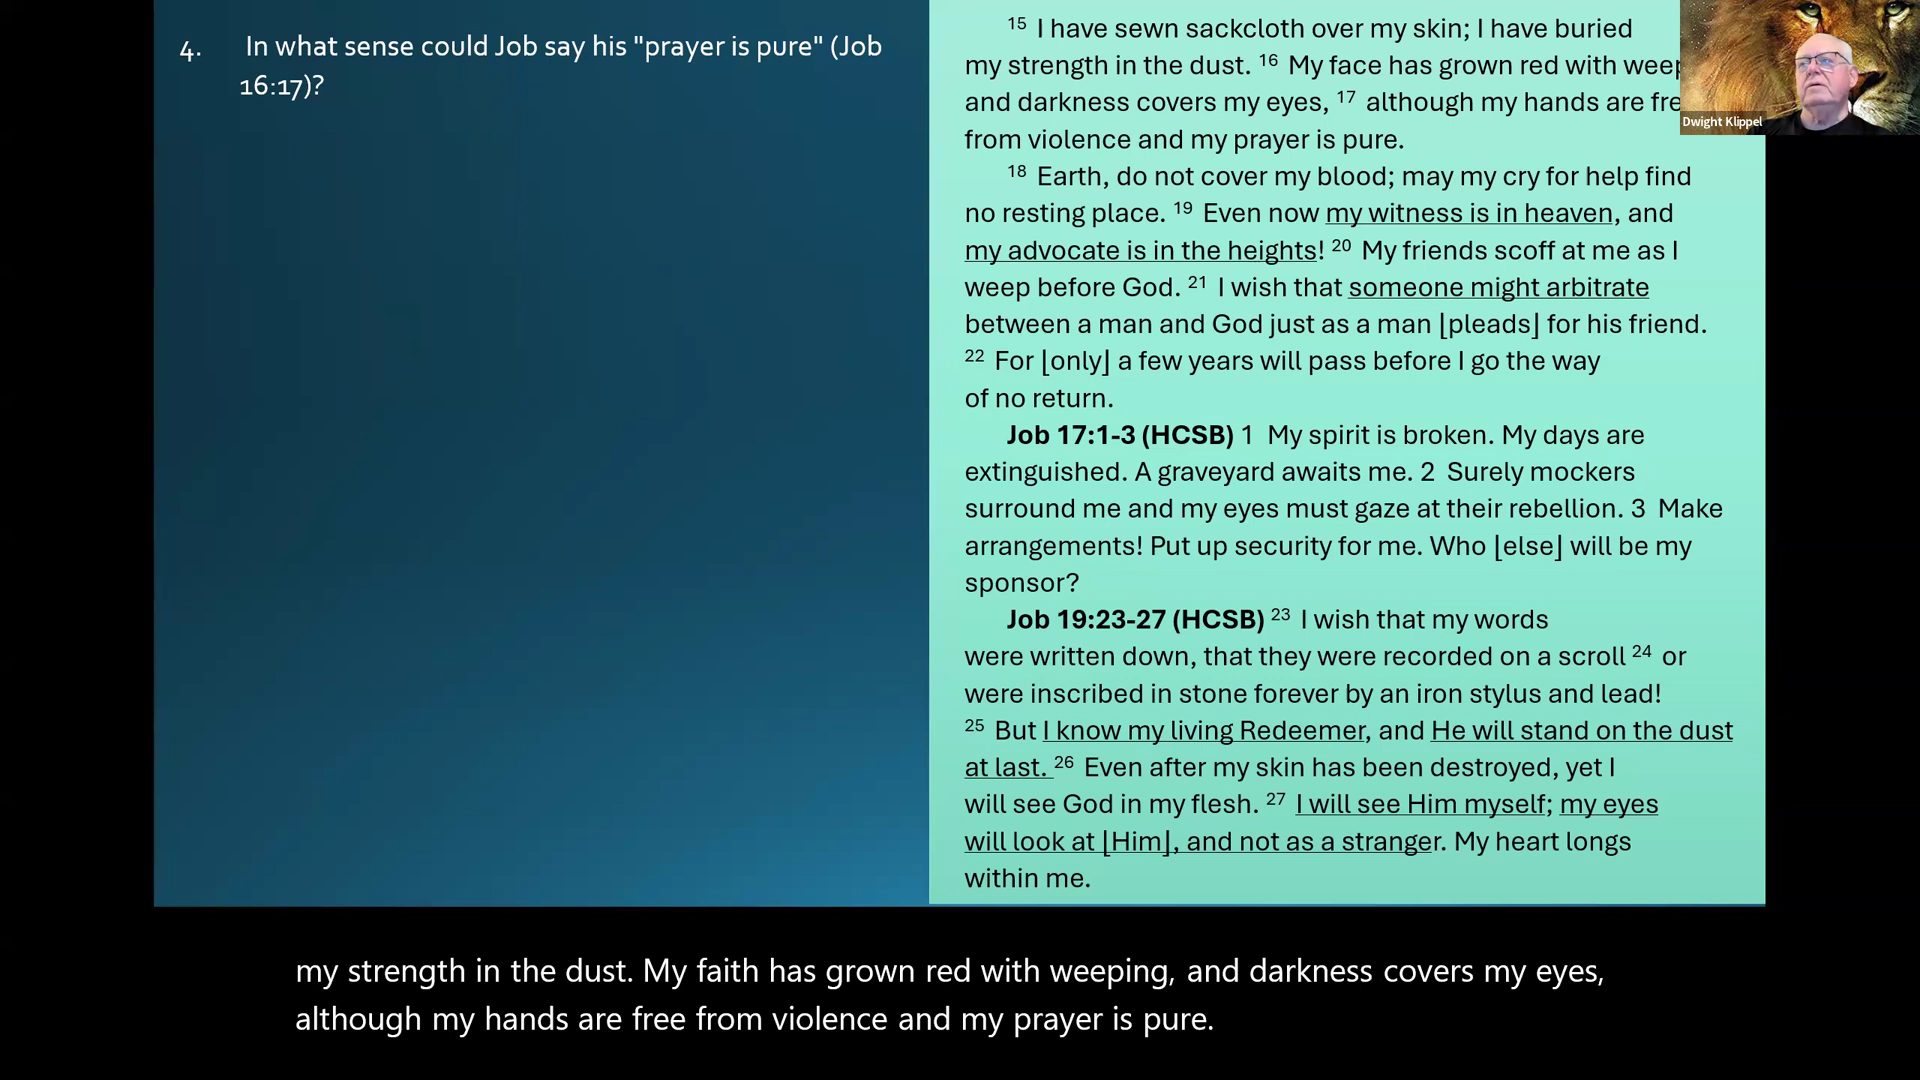 4. In what sense could Job say his "prayer is pure" (Job
16:17)?
15 I have sewn sackcloth over my skin; I have buried
my strength in the dust. 16 My face has grown red with weep
and darkness covers my eyes, 17 although my hands are fre
from violence and my prayer is pure.
18 Earth, do not cover my blood; may my cry for help find
no resting place. 19 Even now my witness is in heaven, and
my advocate is in the heights! 20 My friends scoff at me as I
weep before God. 21 I wish that someone might arbitrate
between a man and God just as a man ⌊pleads⌋ for his friend.
22 For ⌊only⌋ a few years will pass before I go the way
of no return.
Job 17:1-3 (HCSB) 1 My spirit is broken. My days are
extinguished. A graveyard awaits me. 2 Surely mockers
surround me and my eyes must gaze at their rebellion. 3 Make
arrangements! Put up security for me. Who ⌊else⌋ will be my
sponsor?
Job 19:23-27 (HCSB) 23 I wish that my words
were written down, that they were recorded on a scroll 24 or
were inscribed in stone forever by an iron stylus and lead!
25 But I know my living Redeemer, and He will stand on the dust
at last. 26 Even after my skin has been destroyed, yet I
will see God in my flesh. 27 I will see Him myself; my eyes
will look at ⌊Him⌋, and not as a stranger. My heart longs
within me.
Dwight Klippel
my strength in the dust. My faith has grown red with weeping, and darkness covers my eyes,
although my hands are free from violence and my prayer is pure.